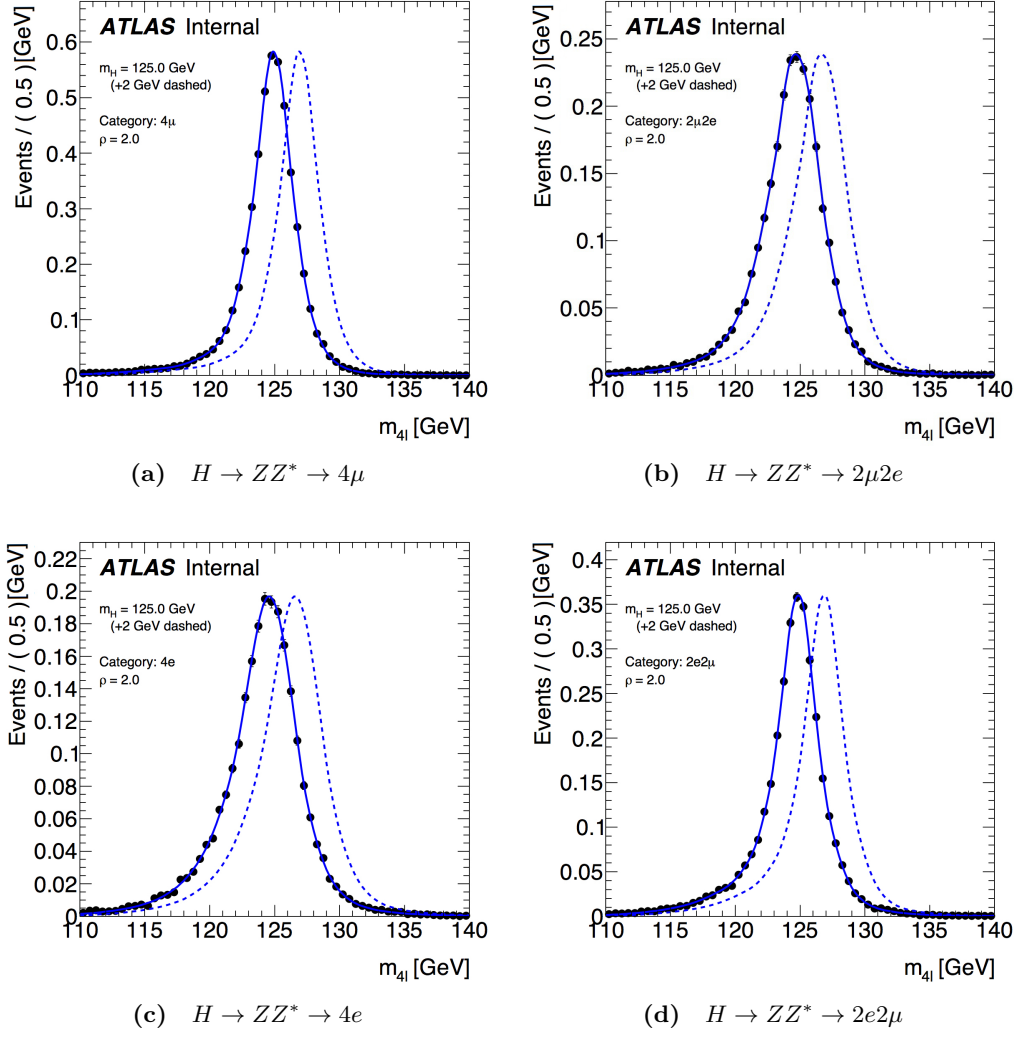 ATLAS Internal
m_H = 125.0 GeV
(+2 GeV dashed)
Category: 4μ
ρ = 2.0
Events / ( 0.5 )[GeV]
0.6
0.5
0.4
0.3
0.2
0.1
0
110 115 120 125 130 135 140
m_4l [GeV]
(a) H → ZZ* → 4μ
ATLAS Internal
m_H = 125.0 GeV
(+2 GeV dashed)
Category: 2μ2e
ρ = 2.0
Events / ( 0.5 )[GeV]
0.25
0.2
0.15
0.1
0.05
0
110 115 120 125 130 135 140
m_4l [GeV]
(b) H → ZZ* → 2μ2e
ATLAS Internal
m_H = 125.0 GeV
(+2 GeV dashed)
Category: 4e
ρ = 2.0
Events / ( 0.5 )[GeV]
0.22
0.2
0.18
0.16
0.14
0.12
0.1
0.08
0.06
0.04
0.02
0
110 115 120 125 130 135 140
m_4l [GeV]
(c) H → ZZ* → 4e
ATLAS Internal
m_H = 125.0 GeV
(+2 GeV dashed)
Category: 2e2μ
ρ = 2.0
Events / ( 0.5 )[GeV]
0.4
0.35
0.3
0.25
0.2
0.15
0.1
0.05
0
110 115 120 125 130 135 140
m_4l [GeV]
(d) H → ZZ* → 2e2μ